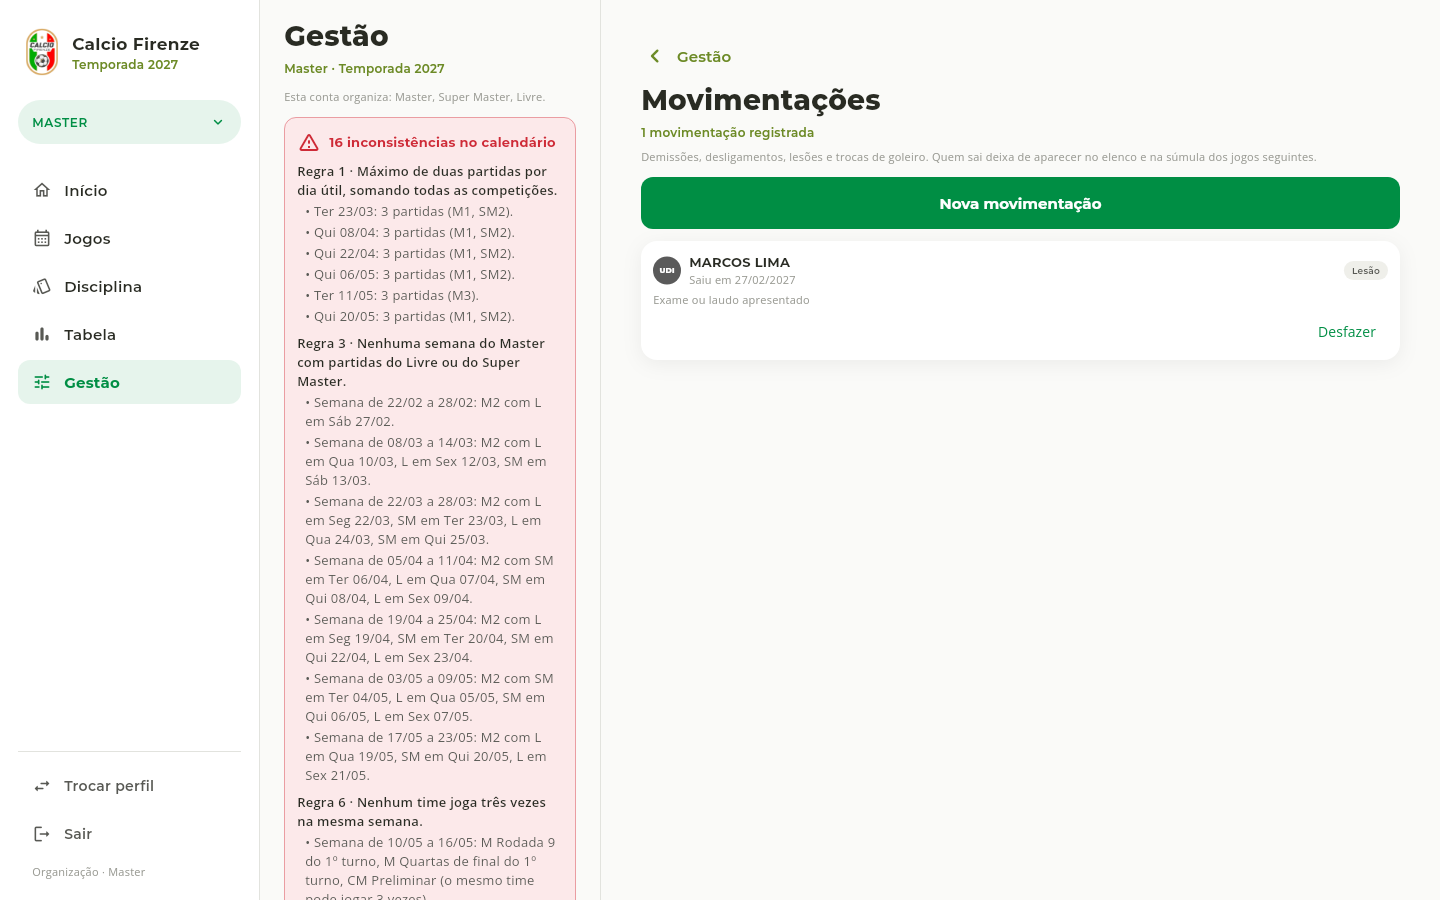 CALCIO
Calcio Firenze
Temporada 2027
MASTER
Início
Jogos
Disciplina
Tabela
Gestão
Trocar perfil
Sair
Organização · Master
Gestão
Master · Temporada 2027
Esta conta organiza: Master, Super Master, Livre.
16 inconsistências no calendário
Regra 1 · Máximo de duas partidas por
dia útil, somando todas as competições.
• Ter 23/03: 3 partidas (M1, SM2).
• Qui 08/04: 3 partidas (M1, SM2).
• Qui 22/04: 3 partidas (M1, SM2).
• Qui 06/05: 3 partidas (M1, SM2).
• Ter 11/05: 3 partidas (M3).
• Qui 20/05: 3 partidas (M1, SM2).
Regra 3 · Nenhuma semana do Master
com partidas do Livre ou do Super
Master.
• Semana de 22/02 a 28/02: M2 com L
em Sáb 27/02.
• Semana de 08/03 a 14/03: M2 com L
em Qua 10/03, L em Sex 12/03, SM em
Sáb 13/03.
• Semana de 22/03 a 28/03: M2 com L
em Seg 22/03, SM em Ter 23/03, L em
Qua 24/03, SM em Qui 25/03.
• Semana de 05/04 a 11/04: M2 com SM
em Ter 06/04, L em Qua 07/04, SM em
Qui 08/04, L em Sex 09/04.
• Semana de 19/04 a 25/04: M2 com L
em Seg 19/04, SM em Ter 20/04, SM em
Qui 22/04, L em Sex 23/04.
• Semana de 03/05 a 09/05: M2 com SM
em Ter 04/05, L em Qua 05/05, SM em
Qui 06/05, L em Sex 07/05.
• Semana de 17/05 a 23/05: M2 com L
em Qua 19/05, SM em Qui 20/05, L em
Sex 21/05.
Regra 6 · Nenhum time joga três vezes
na mesma semana.
• Semana de 10/05 a 16/05: M Rodada 9
do 1º turno, M Quartas de final do 1º
turno, CM Preliminar (o mesmo time
pode jogar 3 vezes)
Gestão
Movimentações
1 movimentação registrada
Demissões, desligamentos, lesões e trocas de goleiro. Quem sai deixa de aparecer no elenco e na súmula dos jogos seguintes.
Nova movimentação
UDI
MARCOS LIMA
Saiu em 27/02/2027
Lesão
Exame ou laudo apresentado
Desfazer